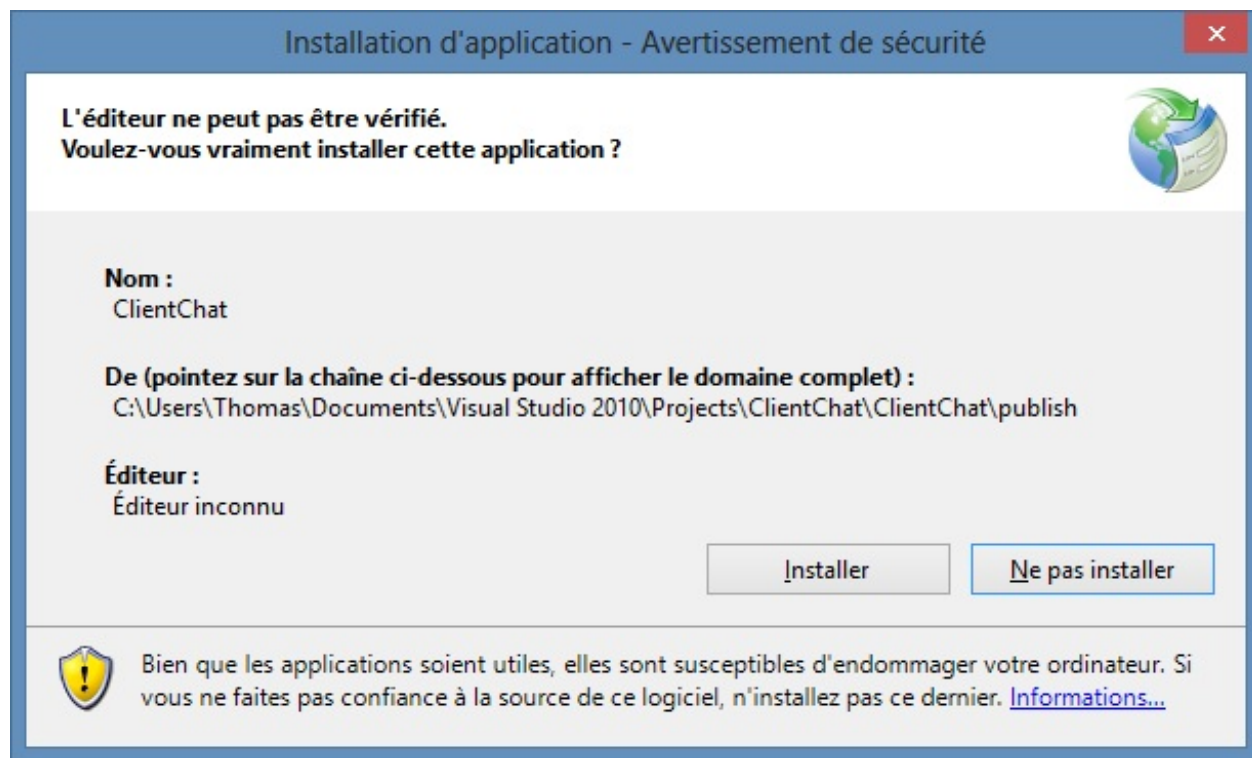 Installation d'application - Avertissement de sécurité
L'éditeur ne peut pas être vérifié.
Voulez-vous vraiment installer cette application ?
Nom :
ClientChat
De (pointez sur la chaîne ci-dessous pour afficher le domaine complet) :
C:\Users\Thomas\Documents\Visual Studio 2010\Projects\ClientChat\ClientChat\publish
Éditeur :
Éditeur inconnu
Installer
Ne pas installer
Bien que les applications soient utiles, elles sont susceptibles d'endommager votre ordinateur. Si
vous ne faites pas confiance à la source de ce logiciel, n'installez pas ce dernier. Informations...